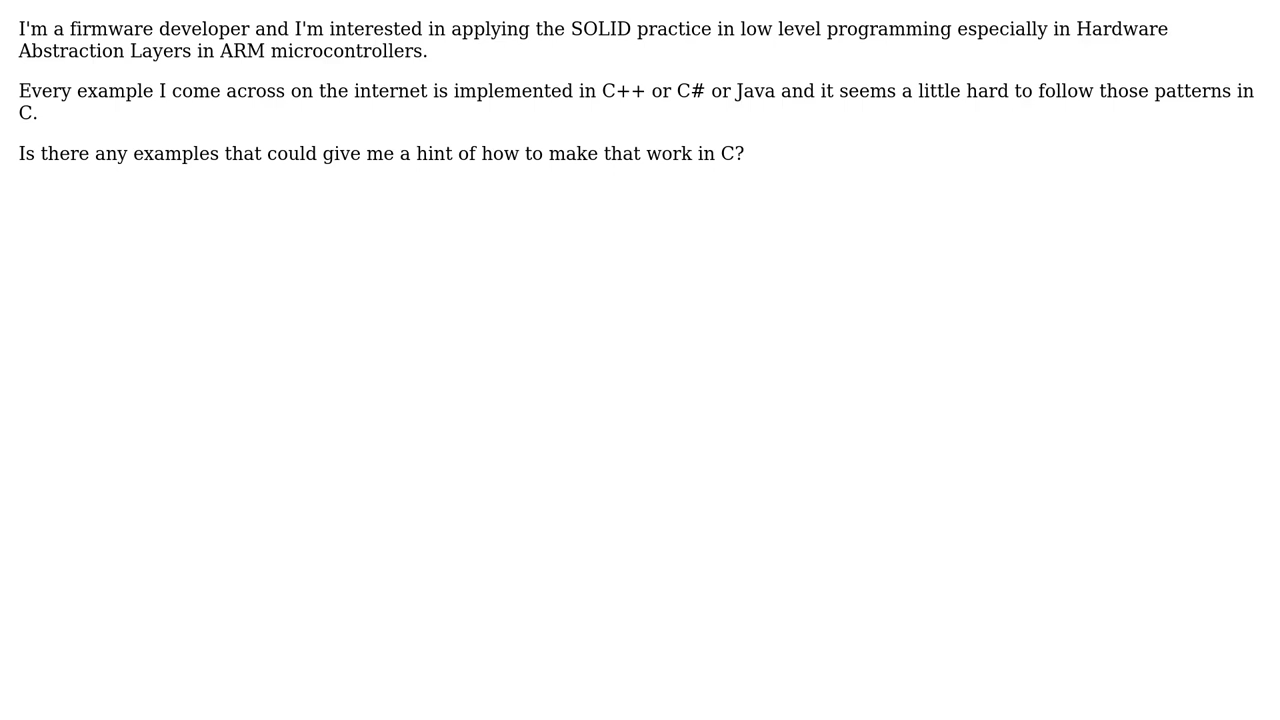 I'm a firmware developer and I'm interested in applying the SOLID practice in low level programming especially in Hardware
Abstraction Layers in ARM microcontrollers.
Every example I come across on the internet is implemented in C++ or C# or Java and it seems a little hard to follow those patterns in
C.
Is there any examples that could give me a hint of how to make that work in C?